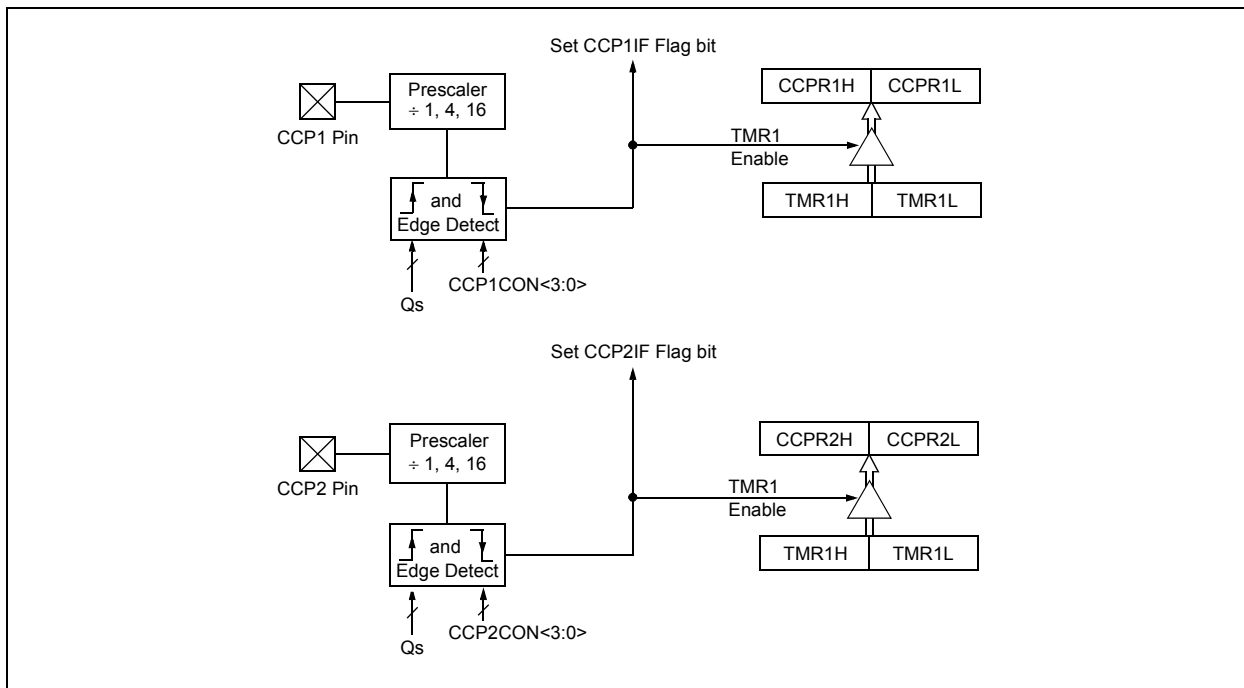 Set CCP1IF Flag bit
Prescaler
÷ 1, 4, 16
CCP1 Pin
and
Edge Detect
Qs
CCP1CON<3:0>
TMR1
Enable
CCPR1H CCPR1L
TMR1H TMR1L
Set CCP2IF Flag bit
Prescaler
÷ 1, 4, 16
CCP2 Pin
and
Edge Detect
Qs
CCP2CON<3:0>
TMR1
Enable
CCPR2H CCPR2L
TMR1H TMR1L